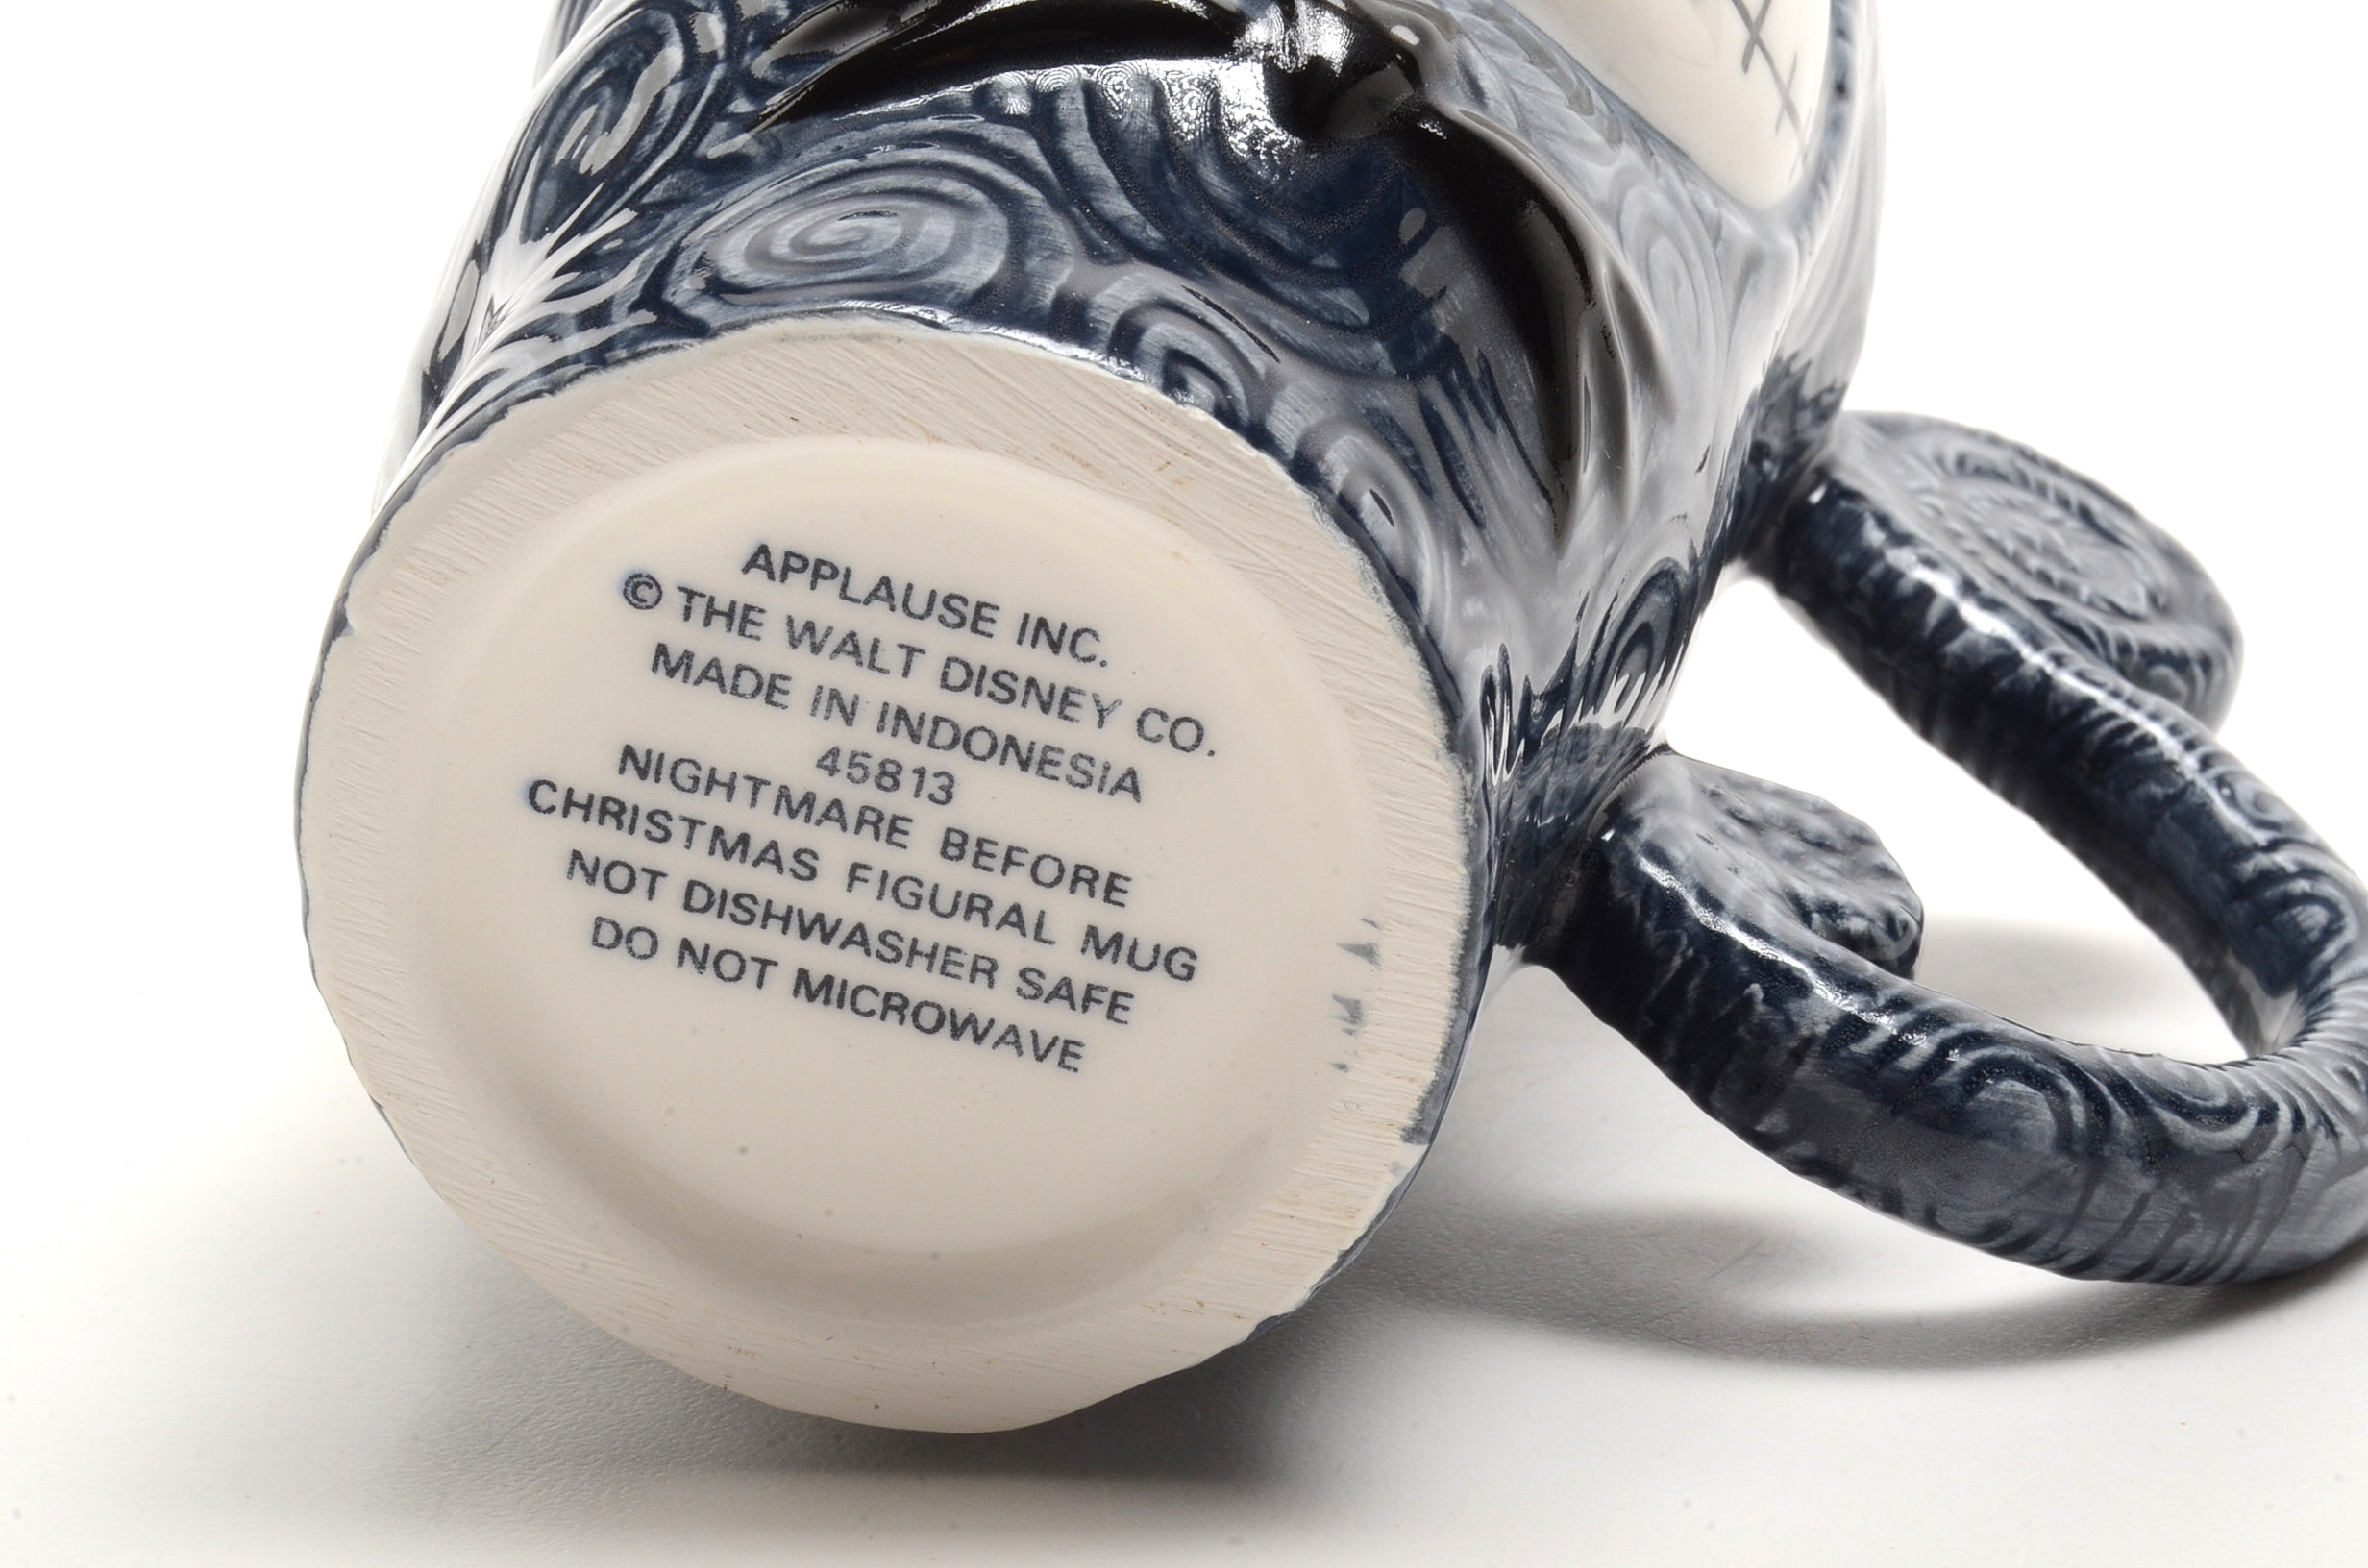 APPLAUSE INC.
© THE WALT DISNEY CO.
MADE IN INDONESIA
45813
NIGHTMARE BEFORE
CHRISTMAS FIGURAL MUG
NOT DISHWASHER SAFE
DO NOT MICROWAVE